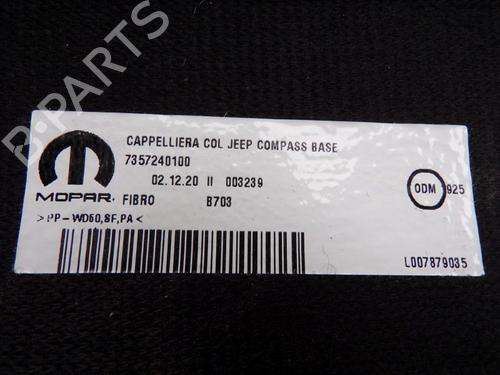 B-PARTS
CAPPELLIERA COL JEEP COMPASS BASE
7357240100
02.12.20 II 003239
MOPAR. FIBRO B703
ODM 925
>PP-WD50,SF,PA<
L007879035